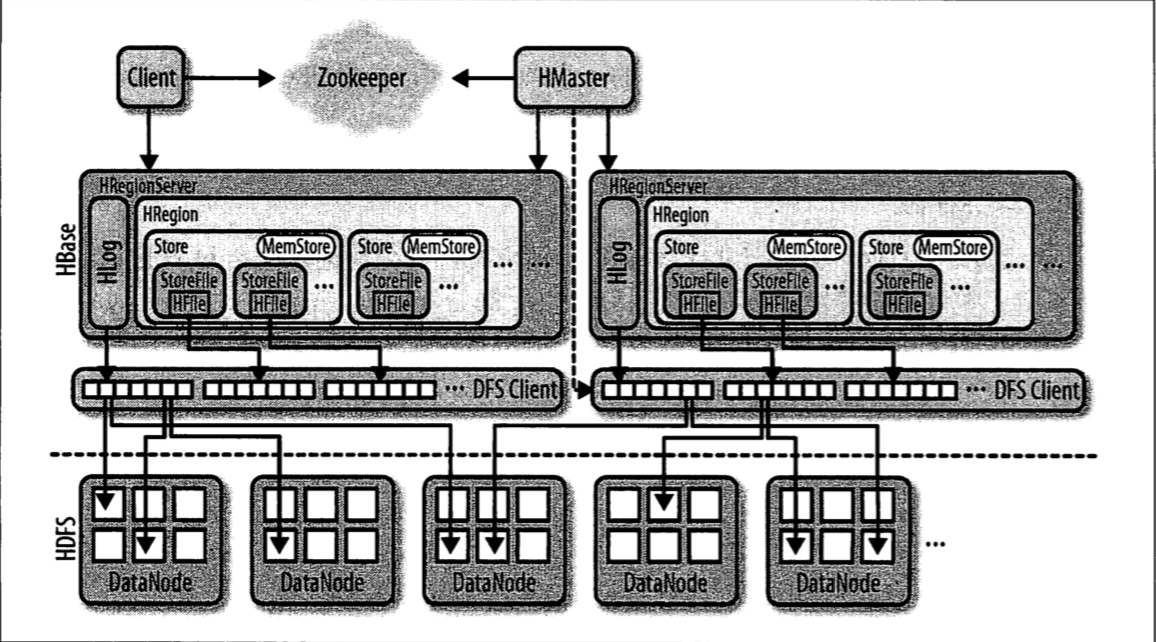 Client
Zookeeper
HMaster
HRegionServer
HRegionServer
HBase
HLog
HRegion
Store
MemStore
Store
MemStore
StoreFile
HFile
StoreFile
HFile
...
StoreFile
HFile
...
...
...
HLog
HRegion
Store
MemStore
Store
MemStore
StoreFile
HFile
StoreFile
HFile
...
StoreFile
HFile
...
...
...
... DFS Client
... DFS Client
HDFS
DataNode
DataNode
DataNode
DataNode
DataNode
...